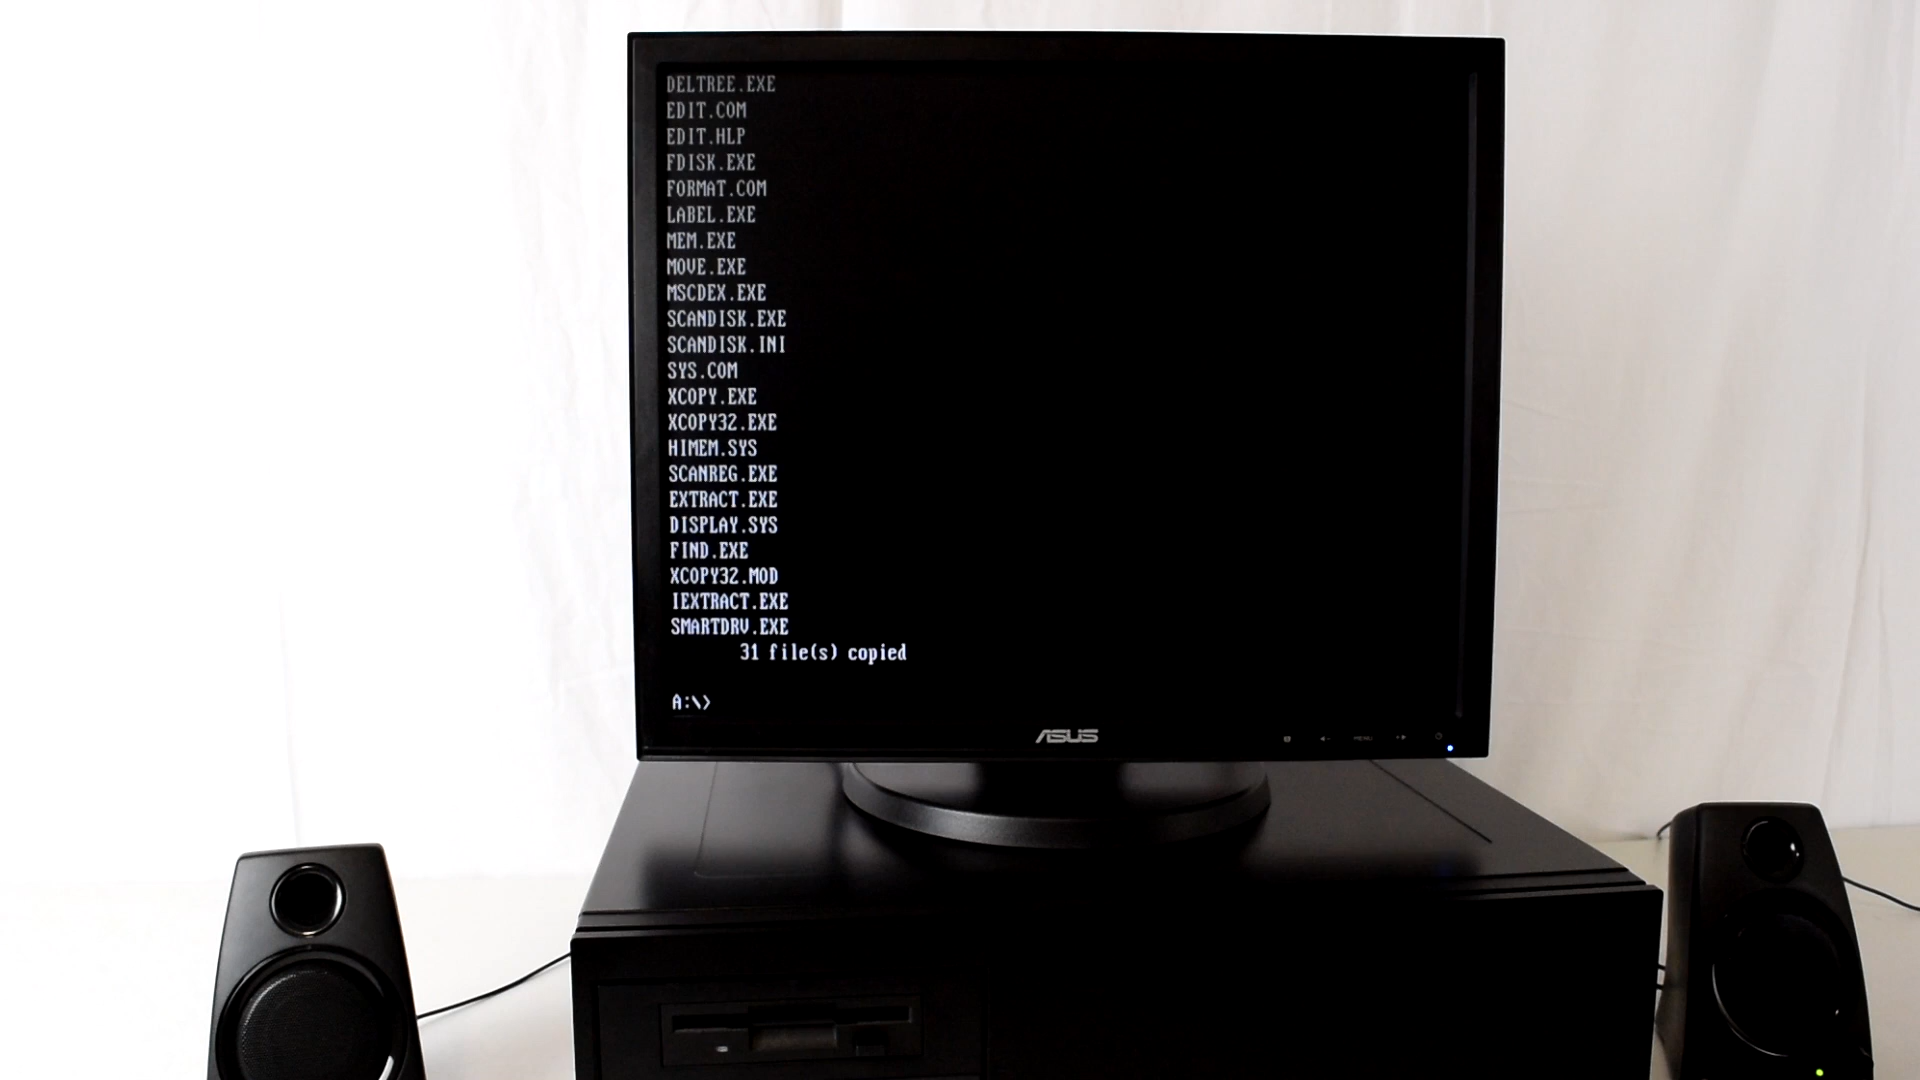 DELTREE.EXE
EDIT.COM
EDIT.HLP
FDISK.EXE
FORMAT.COM
LABEL.EXE
MEM.EXE
MOVE.EXE
MSCDEX.EXE
SCANDISK.EXE
SCANDISK.INI
SYS.COM
XCOPY.EXE
XCOPY32.EXE
HIMEM.SYS
SCANREG.EXE
EXTRACT.EXE
DISPLAY.SYS
FIND.EXE
XCOPY32.MOD
IEXTRACT.EXE
SMARTDRV.EXE
31 file(s) copied
A:\>
ASUS
MENU